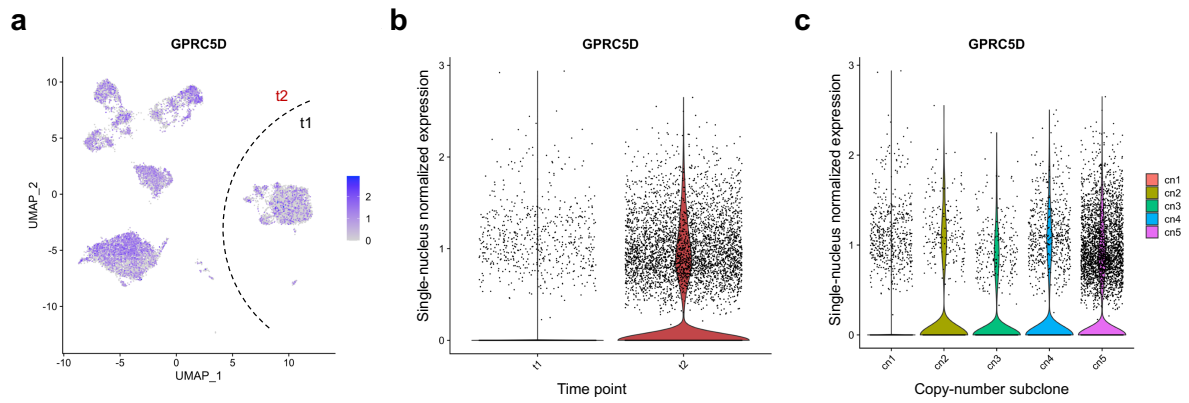 a
GPRC5D
UMAP_2
10
5
0
-5
-10
t2
t1
2
1
0
-10
-5
0
5
10
UMAP_1
b
GPRC5D
Single-nucleus normalized expression
3
2
1
0
t1
t2
Time point
c
GPRC5D
Single-nucleus normalized expression
3
2
1
0
cn1
cn2
cn3
cn4
cn5
Copy-number subclone
cn1
cn2
cn3
cn4
cn5